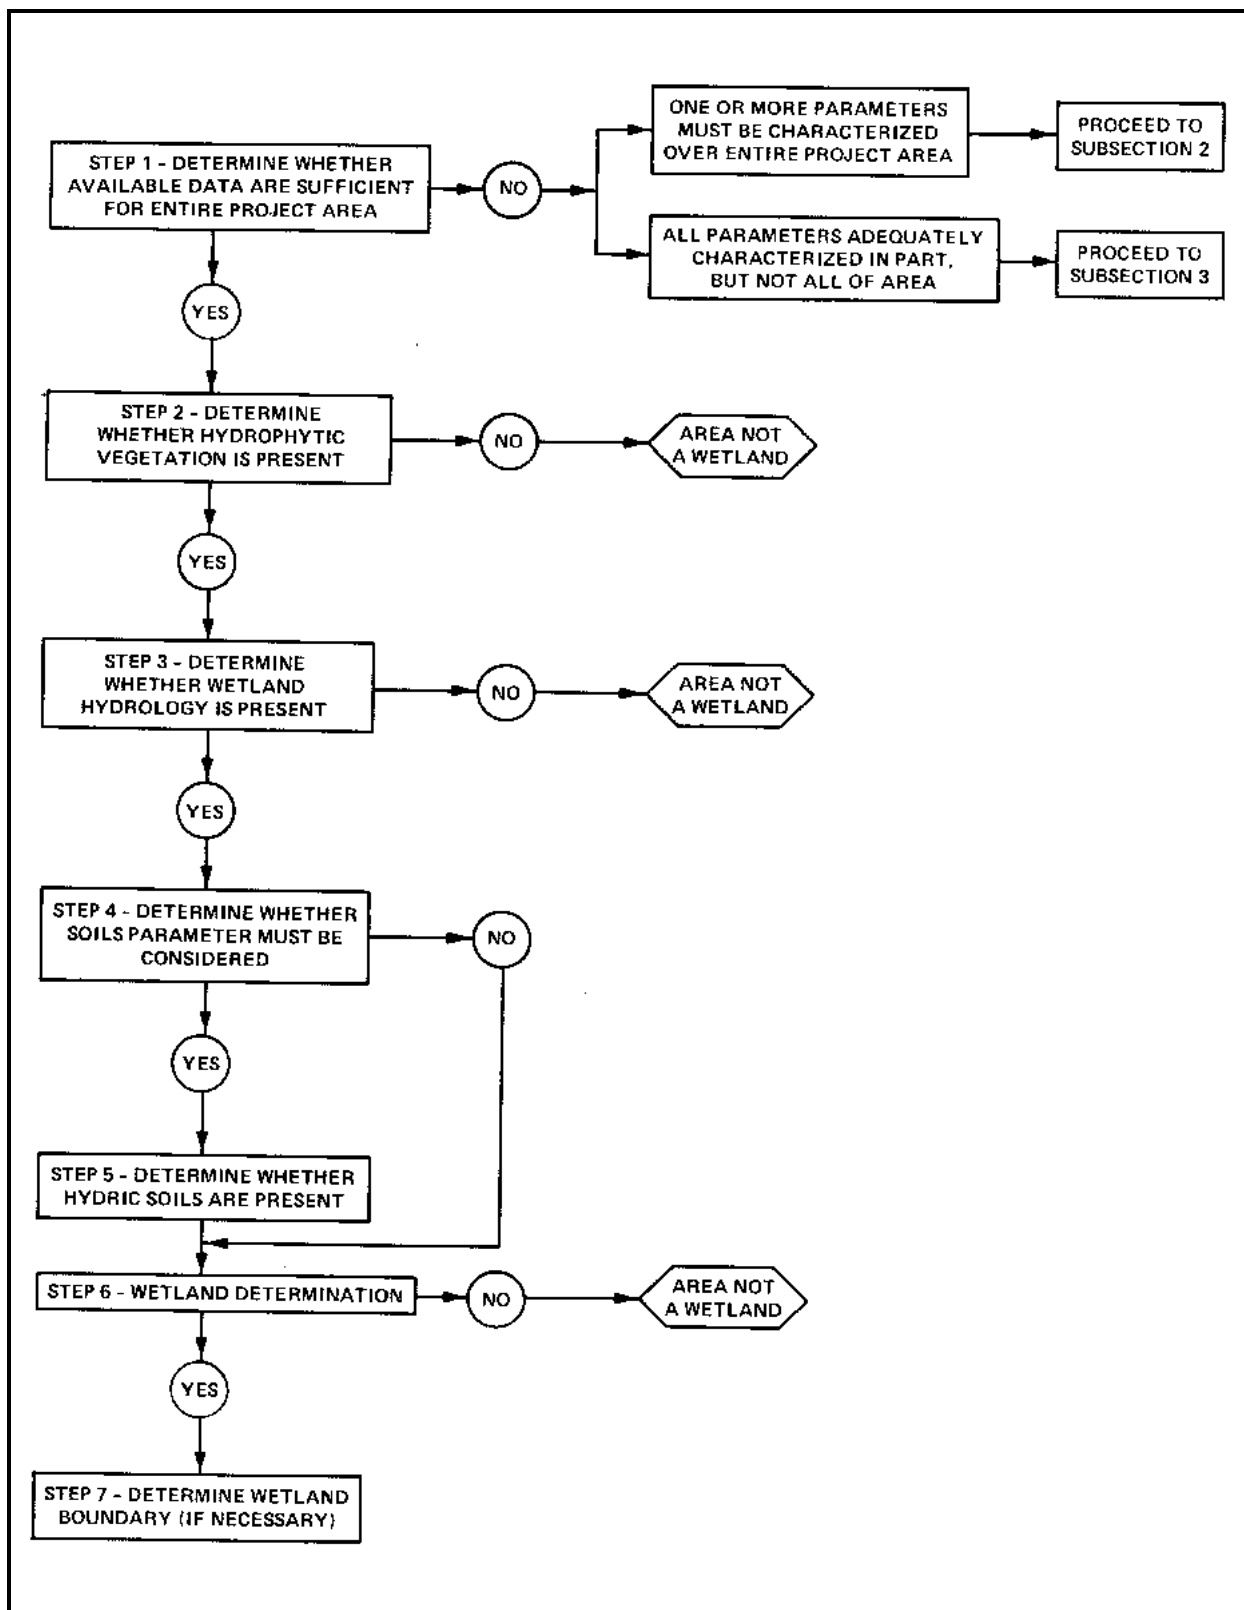 STEP 1 - DETERMINE WHETHER
AVAILABLE DATA ARE SUFFICIENT
FOR ENTIRE PROJECT AREA
NO
ONE OR MORE PARAMETERS
MUST BE CHARACTERIZED
OVER ENTIRE PROJECT AREA
PROCEED TO
SUBSECTION 2
ALL PARAMETERS ADEQUATELY
CHARACTERIZED IN PART,
BUT NOT ALL OF AREA
PROCEED TO
SUBSECTION 3
YES
STEP 2 - DETERMINE
WHETHER HYDROPHYTIC
VEGETATION IS PRESENT
NO
AREA NOT
A WETLAND
YES
STEP 3 - DETERMINE
WHETHER WETLAND
HYDROLOGY IS PRESENT
NO
AREA NOT
A WETLAND
YES
STEP 4 - DETERMINE WHETHER
SOILS PARAMETER MUST BE
CONSIDERED
NO
YES
STEP 5 - DETERMINE WHETHER
HYDRIC SOILS ARE PRESENT
STEP 6 - WETLAND DETERMINATION
NO
AREA NOT
A WETLAND
YES
STEP 7 - DETERMINE WETLAND
BOUNDARY (IF NECESSARY)